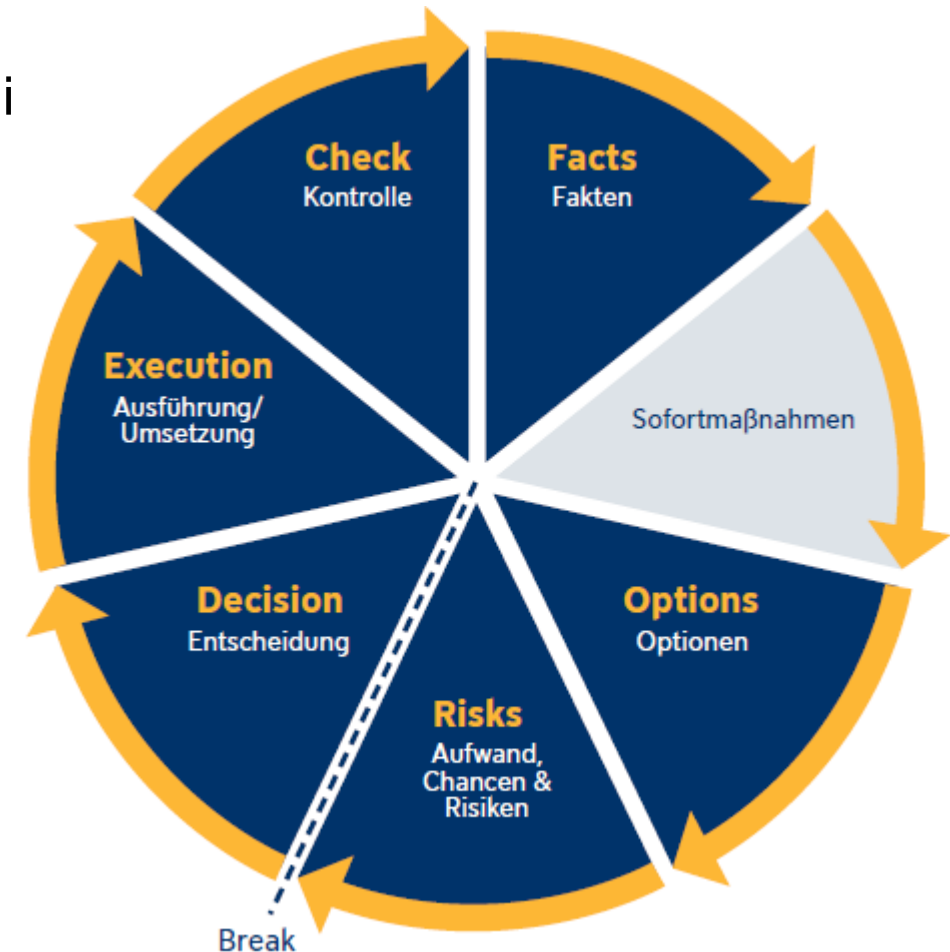 i
Check
Kontrolle
Facts
Fakten
Sofortmaßnahmen
Options
Optionen
Risks
Aufwand,
Chancen &
Risiken
Break
Decision
Entscheidung
Execution
Ausführung/
Umsetzung